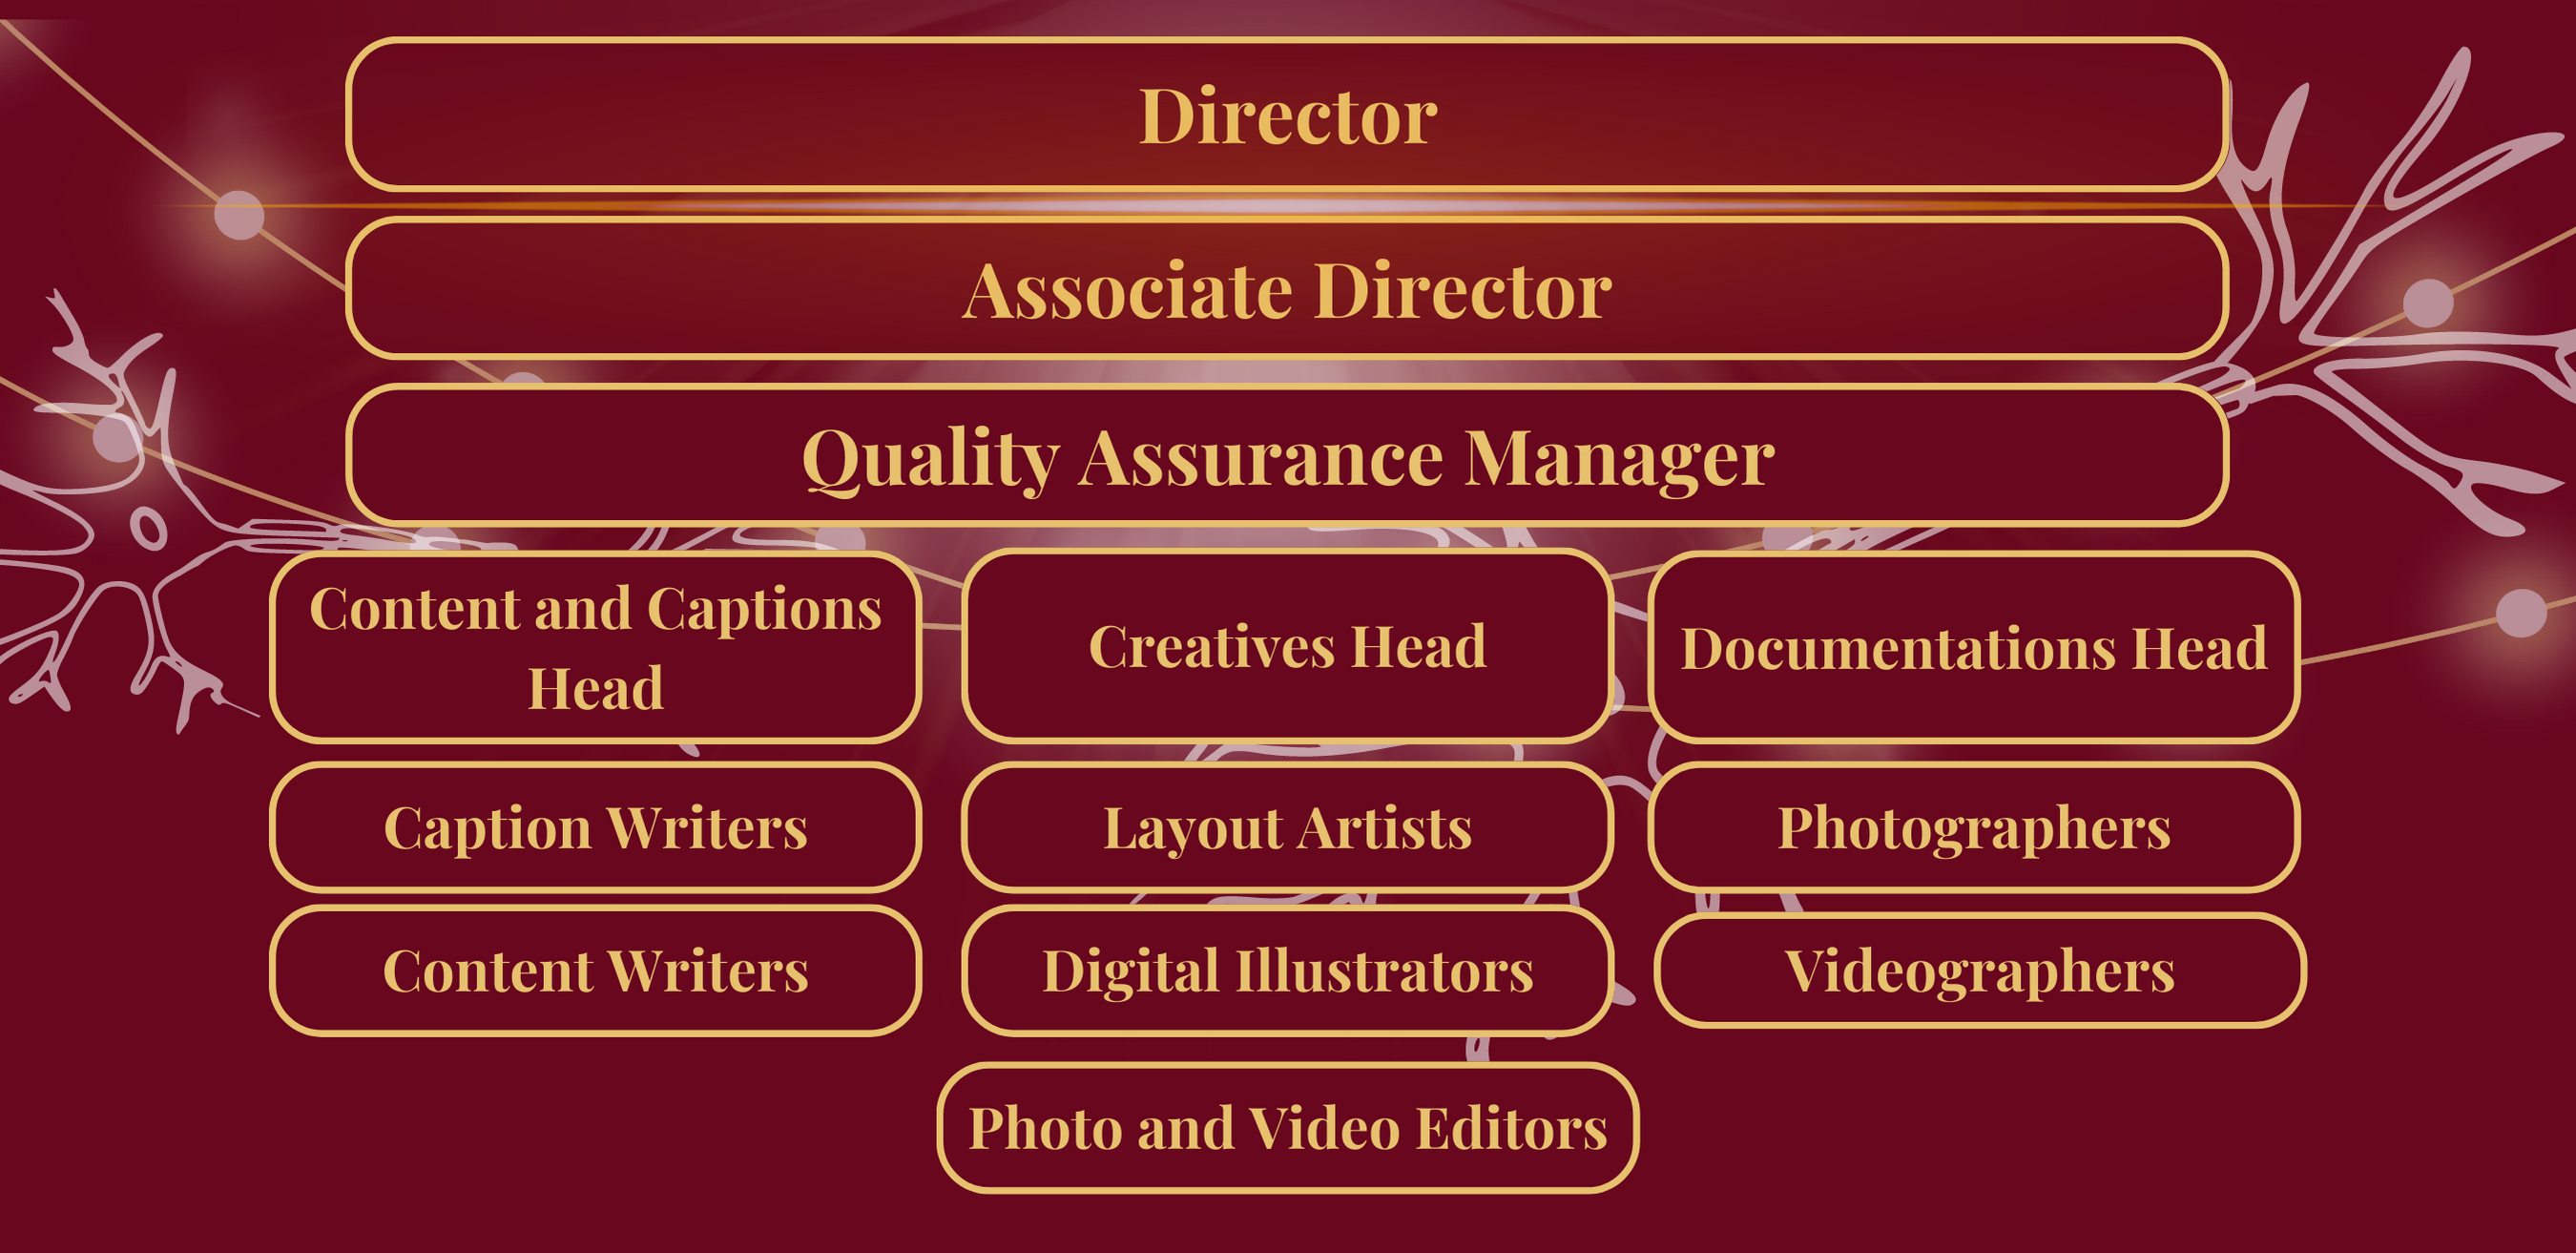 Director
Associate Director
Quality Assurance Manager
Content and Captions
Head
Creatives Head
Documentations Head
Caption Writers
Layout Artists
Photographers
Content Writers
Digital Illustrators
Videographers
Photo and Video Editors